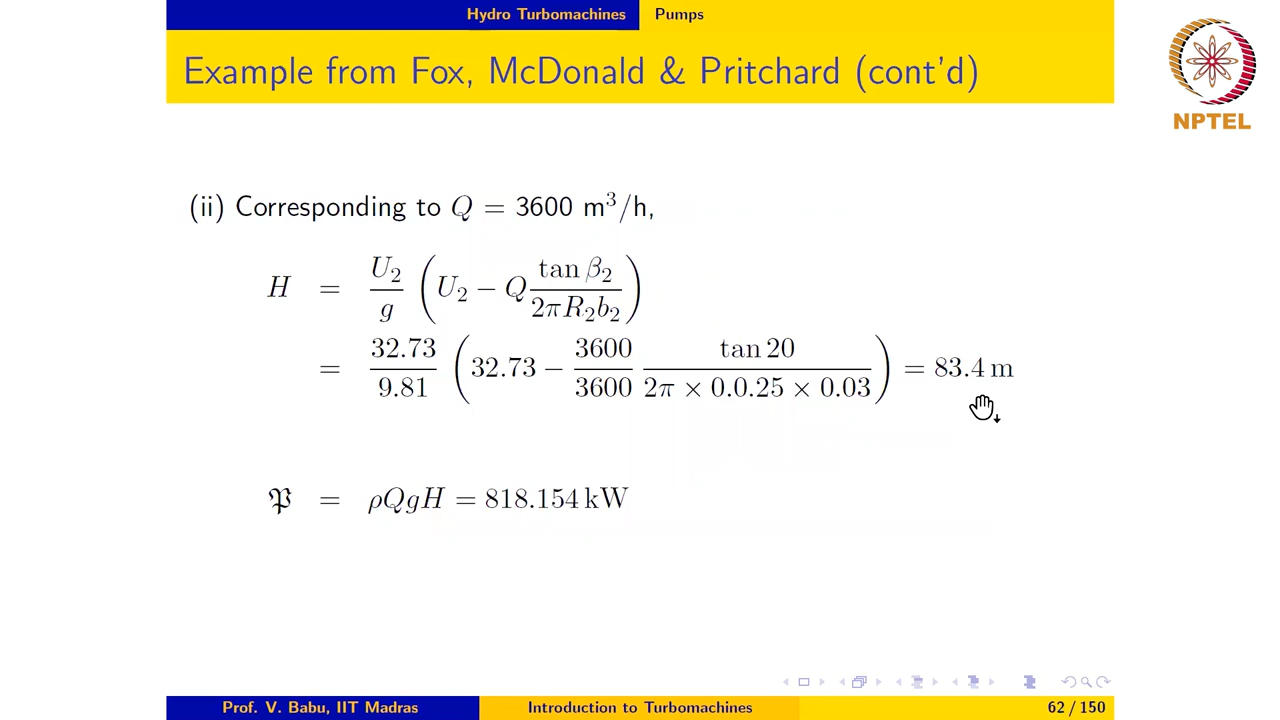 Hydro Turbomachines Pumps
Example from Fox, McDonald & Pritchard (cont'd)
NPTEL
(ii) Corresponding to Q = 3600 m³/h,
H = U₂/g (U₂ − Q tan β₂/2πR₂b₂)
= 32.73/9.81 (32.73 − 3600/3600 tan 20/2π × 0.0.25 × 0.03) = 83.4 m
𝔓 = ρQgH = 818.154 kW
Prof. V. Babu, IIT Madras Introduction to Turbomachines 62 / 150